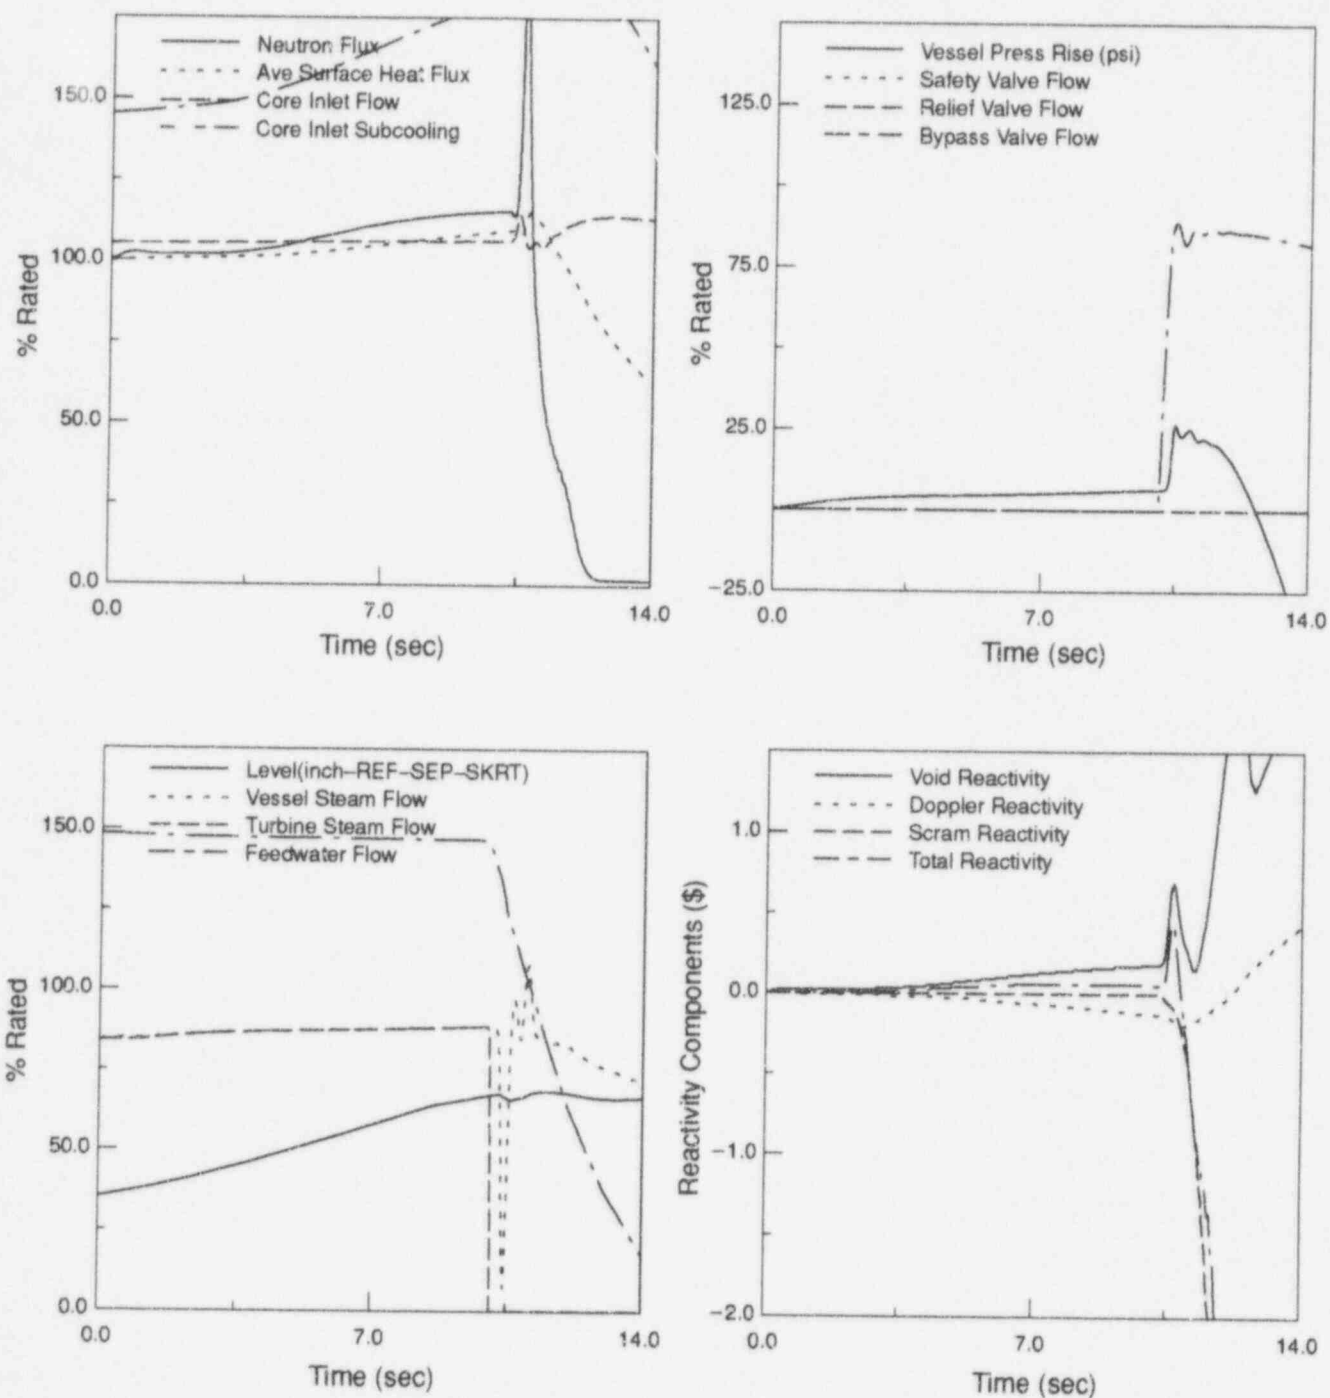 Neutron Flux
Ave Surface Heat Flux
Core Inlet Flow
Core Inlet Subcooling
150.0
100.0
50.0
0.0
% Rated
0.0 7.0 14.0
Time (sec)
Vessel Press Rise (psi)
Safety Valve Flow
Relief Valve Flow
Bypass Valve Flow
125.0
75.0
25.0
−25.0
% Rated
0.0 7.0 14.0
Time (sec)
Level(inch–REF–SEP–SKRT)
Vessel Steam Flow
Turbine Steam Flow
Feedwater Flow
150.0
100.0
50.0
0.0
% Rated
0.0 7.0 14.0
Time (sec)
Void Reactivity
Doppler Reactivity
Scram Reactivity
Total Reactivity
1.0
0.0
−1.0
−2.0
Reactivity Components ($)
0.0 7.0 14.0
Time (sec)